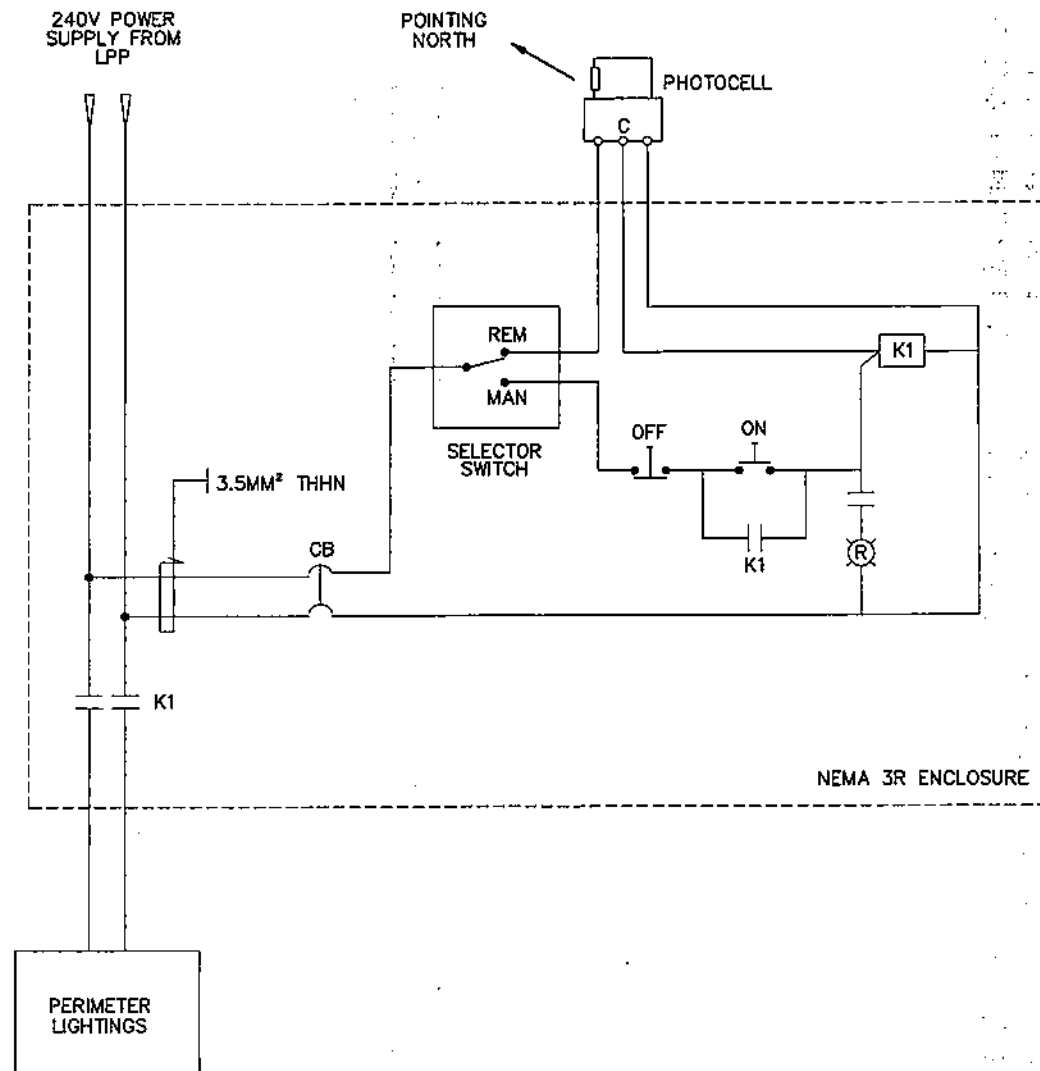 240V POWER
SUPPLY FROM
LPP
POINTING
NORTH
PHOTOCELL
C
REM
MAN
SELECTOR
SWITCH
K1
OFF
ON
3.5MM² THHN
K1
CB
R
K1
NEMA 3R ENCLOSURE
PERIMETER
LIGHTINGS